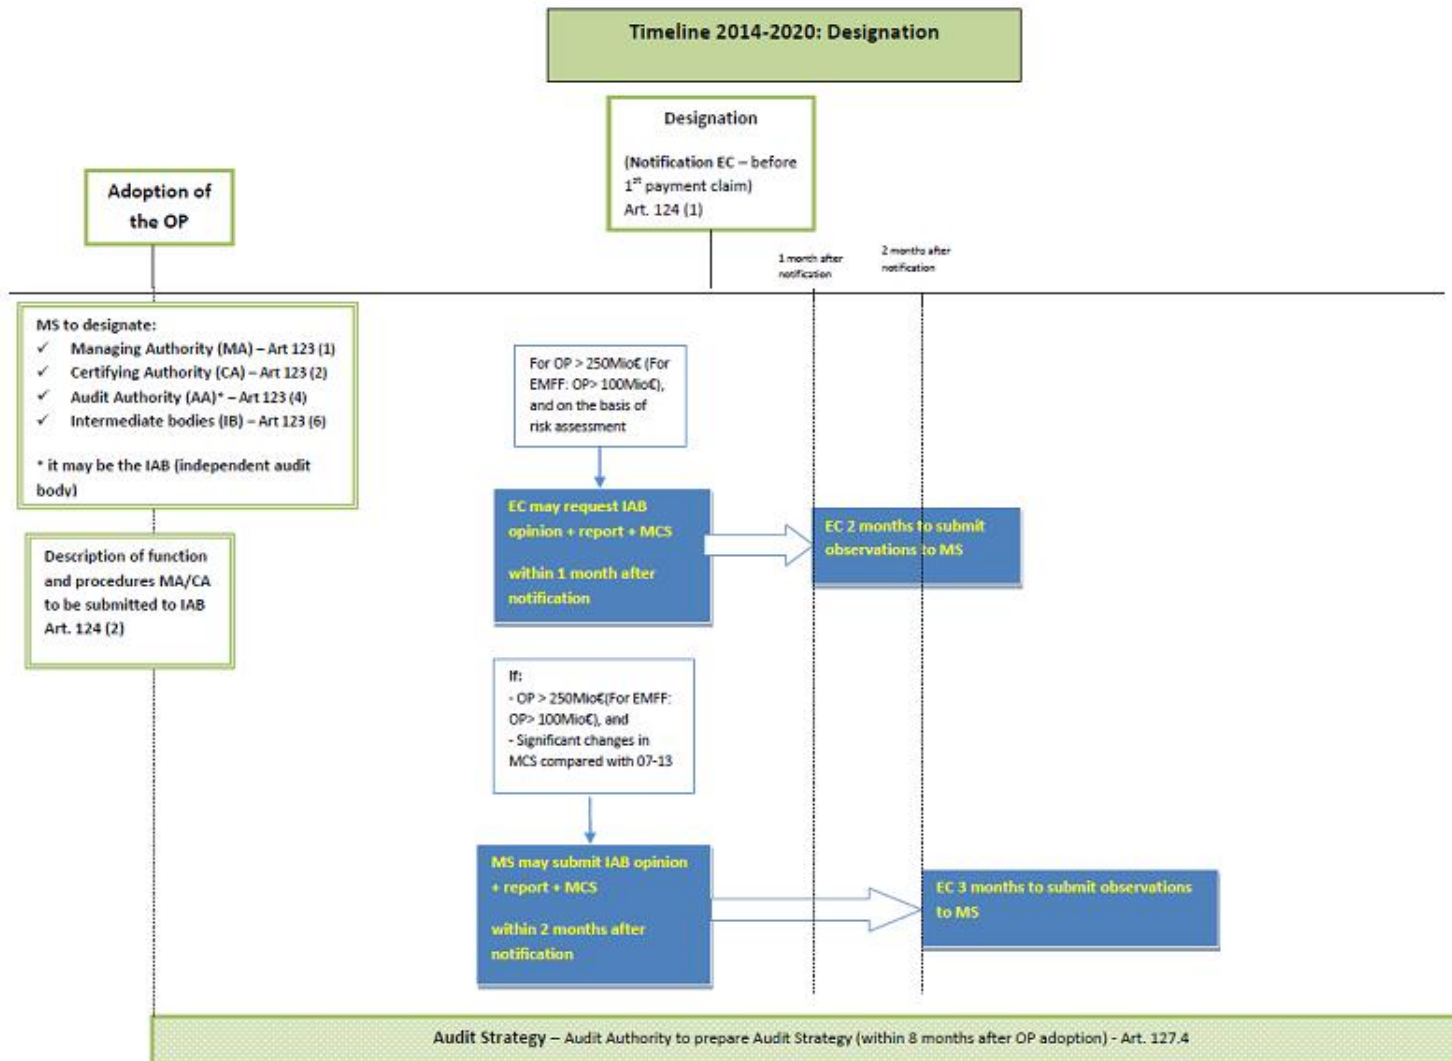 Timeline 2014-2020: Designation
Designation
(Notification EC – before
1st payment claim)
Art. 124 (1)
Adoption of
the OP
1 month after
notification
2 months after
notification
MS to designate:
✓ Managing Authority (MA) – Art 123 (1)
✓ Certifying Authority (CA) – Art 123 (2)
✓ Audit Authority (AA)* – Art 123 (4)
✓ Intermediate bodies (IB) – Art 123 (6)
* it may be the IAB (independent audit
body)
Description of function
and procedures MA/CA
to be submitted to IAB
Art. 124 (2)
For OP > 250Mio€ (For
EMFF: OP> 100Mio€),
and on the basis of
risk assessment
EC may request IAB
opinion + report + MCS
within 1 month after
notification
EC 2 months to submit
observations to MS
If:
- OP > 250Mio€(For EMFF:
OP> 100Mio€), and
- Significant changes in
MCS compared with 07-13
MS may submit IAB opinion
+ report + MCS
within 2 months after
notification
EC 3 months to submit observations
to MS
Audit Strategy – Audit Authority to prepare Audit Strategy (within 8 months after OP adoption) - Art. 127.4